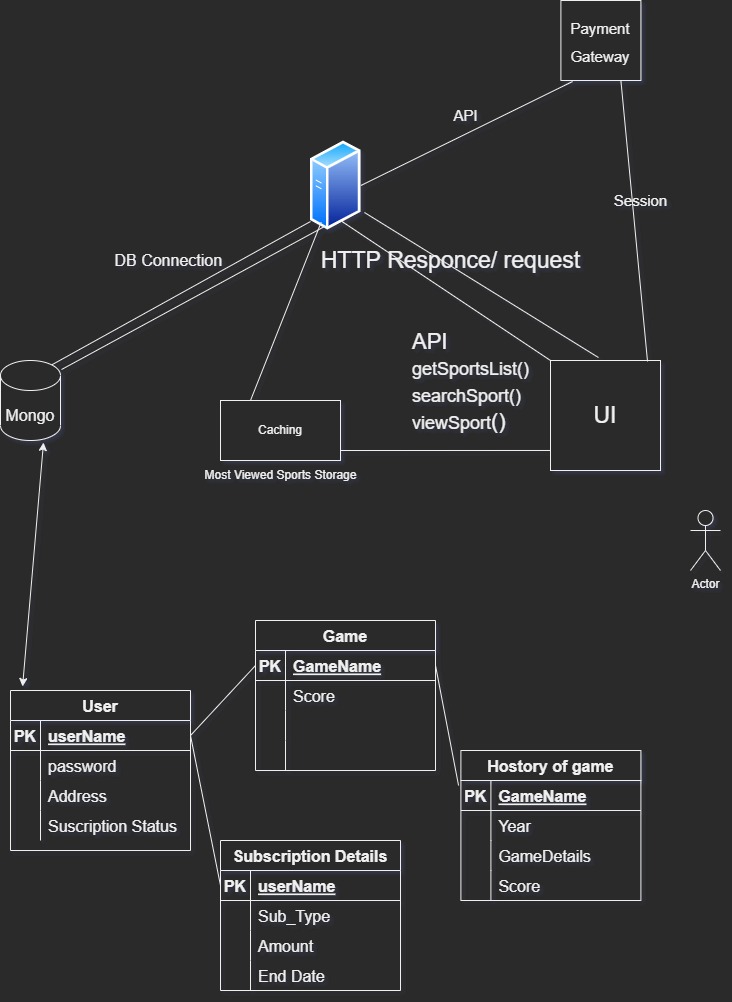 Payment
Gateway
API
Session
DB Connection
HTTP Responce/ request
API
getSportsList()
searchSport()
viewSport()
Mongo
Caching
UI
Most Viewed Sports Storage
Actor
Game
PK GameName
Score
User
PK userName
password
Address
Suscription Status
Hostory of game
PK GameName
Year
GameDetails
Score
Subscription Details
PK userName
Sub_Type
Amount
End Date